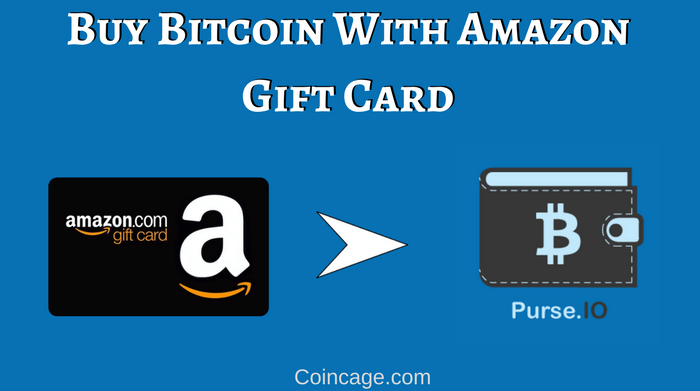 Buy Bitcoin With Amazon
Gift Card
amazon.com
gift card
a
₿
Purse.IO
Coincage.com